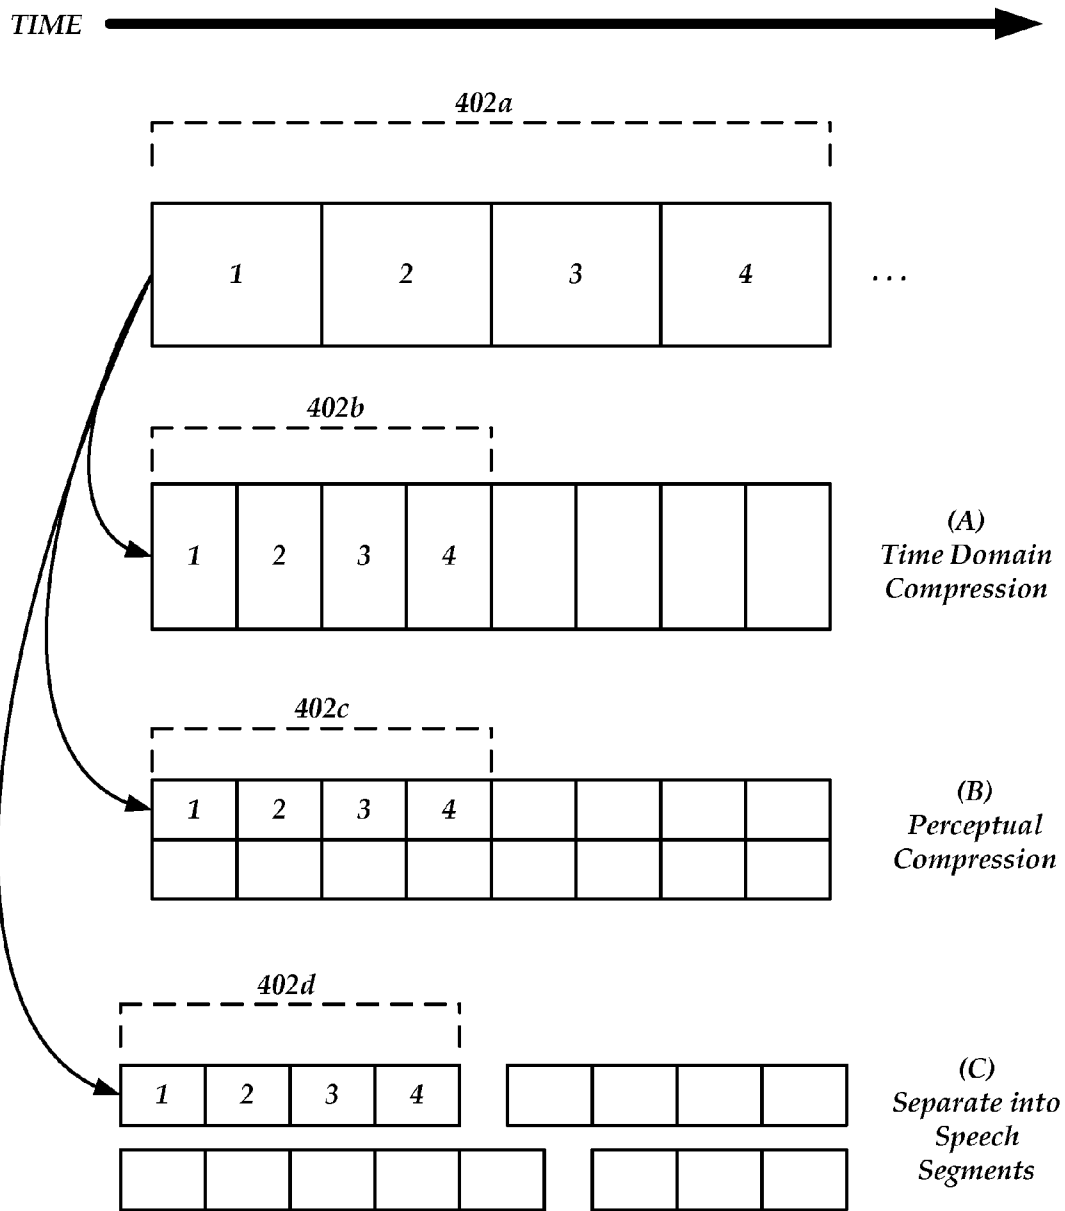 TIME
402a
1 2 3 4 ...
402b
1 2 3 4
(A)
Time Domain
Compression
402c
1 2 3 4
(B)
Perceptual
Compression
402d
1 2 3 4
(C)
Separate into
Speech
Segments